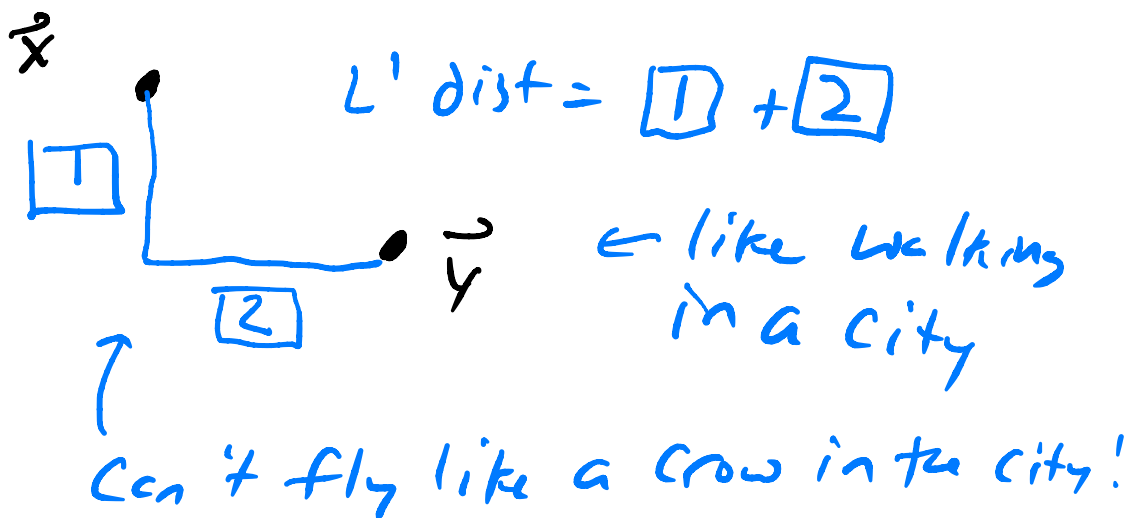 x⃗
L¹ dist = 1 + 2
1
y⃗
2
← like walking
in a city
Can't fly like a crow in the city!